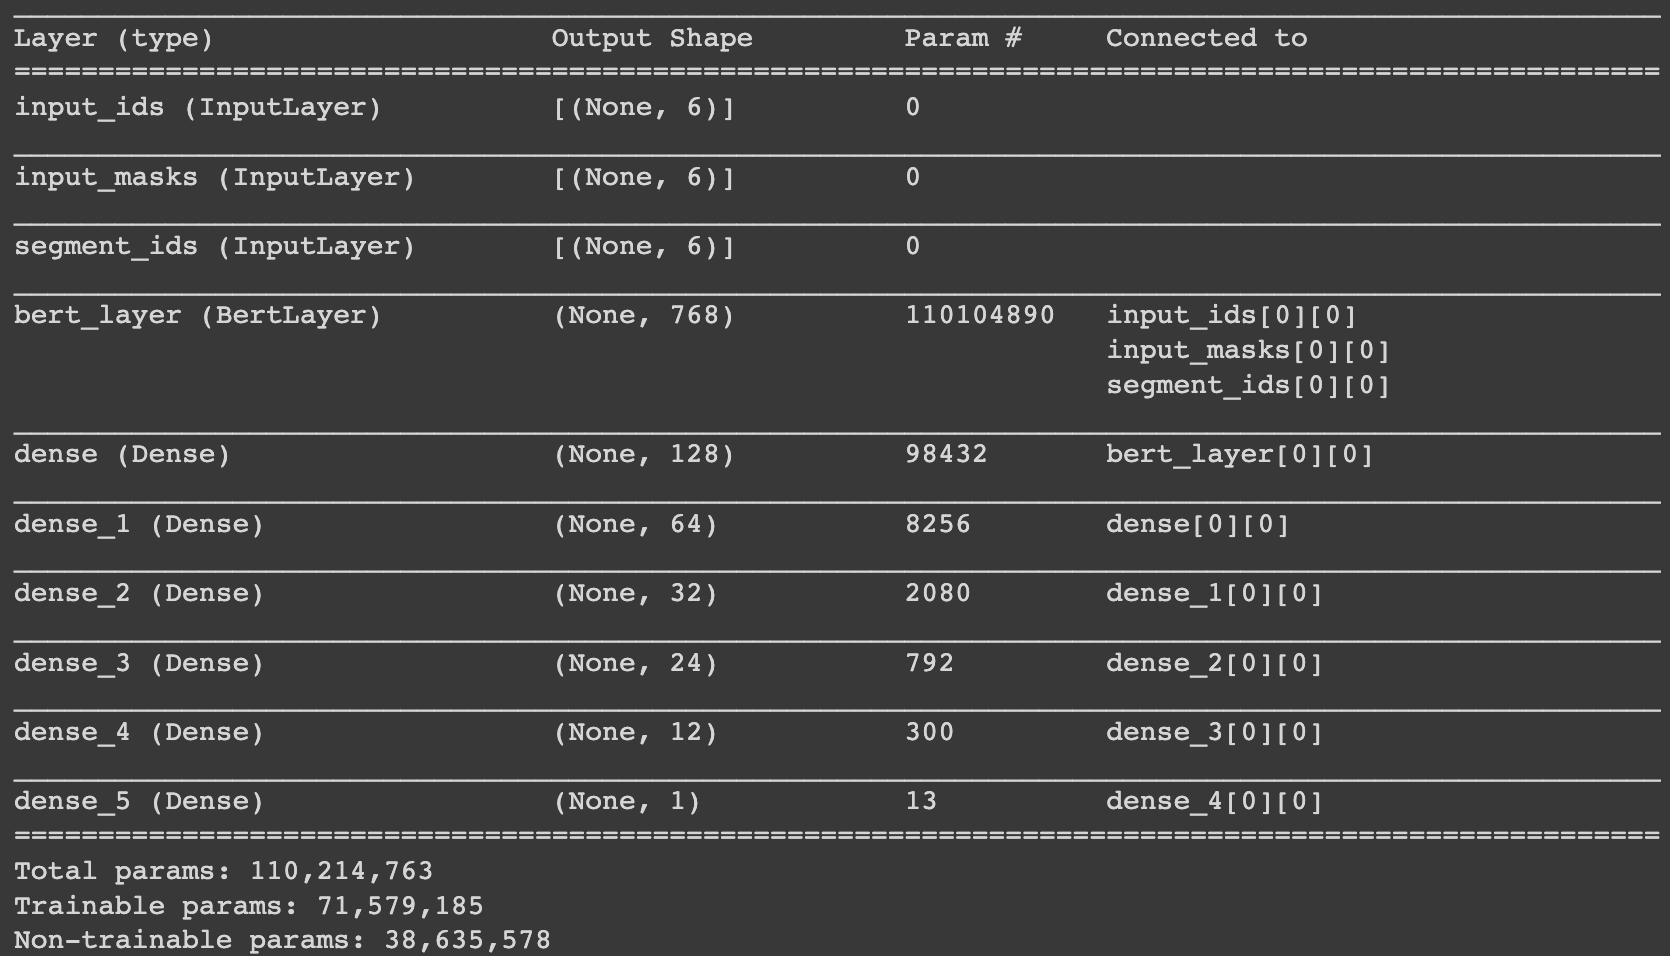 Layer (type) Output Shape Param # Connected to
input_ids (InputLayer) [(None, 6)] 0
input_masks (InputLayer) [(None, 6)] 0
segment_ids (InputLayer) [(None, 6)] 0
bert_layer (BertLayer) (None, 768) 110104890 input_ids[0][0]
input_masks[0][0]
segment_ids[0][0]
dense (Dense) (None, 128) 98432 bert_layer[0][0]
dense_1 (Dense) (None, 64) 8256 dense[0][0]
dense_2 (Dense) (None, 32) 2080 dense_1[0][0]
dense_3 (Dense) (None, 24) 792 dense_2[0][0]
dense_4 (Dense) (None, 12) 300 dense_3[0][0]
dense_5 (Dense) (None, 1) 13 dense_4[0][0]
Total params: 110,214,763
Trainable params: 71,579,185
Non-trainable params: 38,635,578